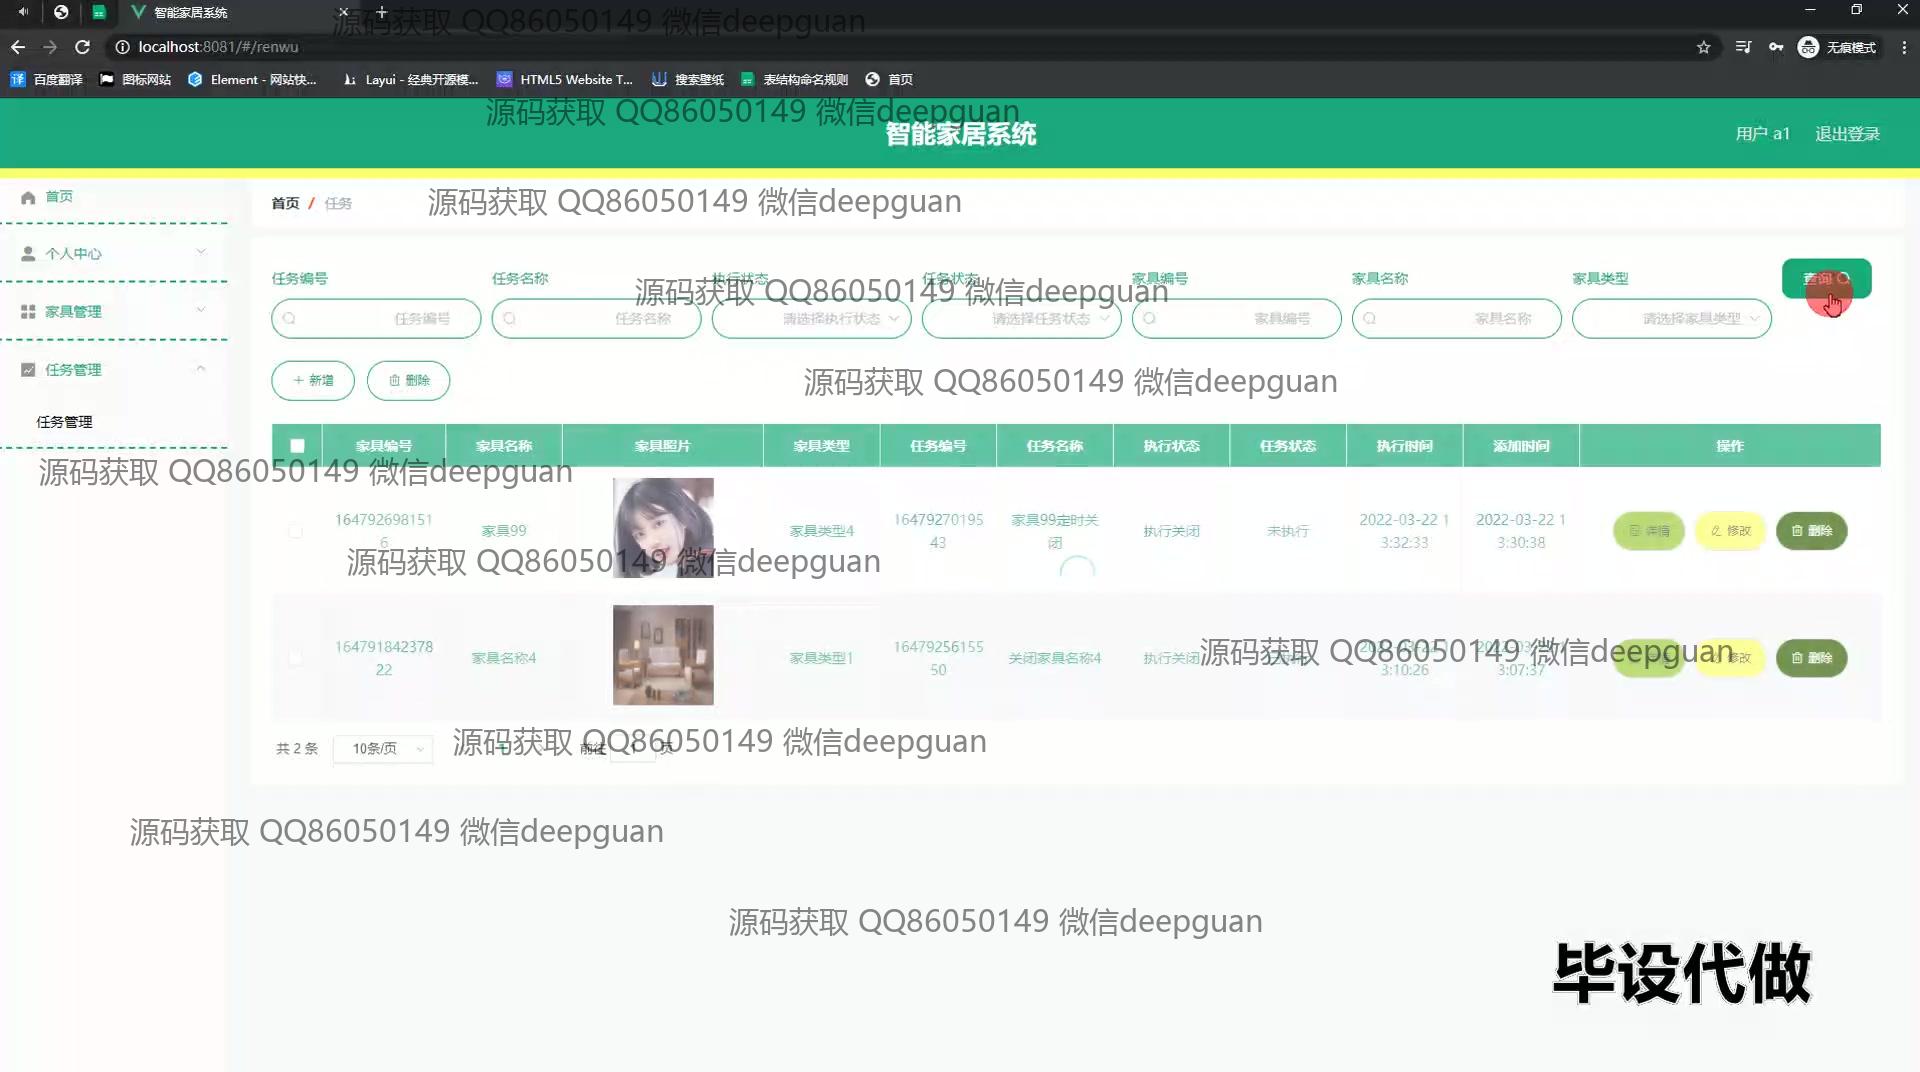 智能家居系统
源码获取 QQ86050149 微信deepguan
localhost:8081/#/renwu
无痕模式
译 百度翻译
图标网站
Element - 网站快...
Layui - 经典开源模...
HTML5 Website T...
搜索壁纸
表结构命名规则
首页
源码获取 QQ86050149 微信deepguan
智能家居系统
用户 a1
退出登录
首页
个人中心
家具管理
任务管理
任务管理
首页 / 任务
源码获取 QQ86050149 微信deepguan
任务编号
任务名称
执行状态
任务状态
家具编号
家具名称
家具类型
查询
源码获取 QQ86050149 微信deepguan
任务编号
任务名称
请选择执行状态
请选择任务状态
家具编号
家具名称
请选择家具类型
+ 新增
删除
源码获取 QQ86050149 微信deepguan
家具编号 家具名称 家具照片 家具类型 任务编号 任务名称 执行状态 任务状态 执行时间 添加时间 操作
源码获取 QQ86050149 微信deepguan
164792698151
6
家具99
家具类型4
16479270195
43
家具99定时关
闭
执行关闭
未执行
2022-03-22 1
3:32:33
2022-03-22 1
3:30:38
详情
修改
删除
源码获取 QQ86050149 微信deepguan
164791842378
22
家具名称4
家具类型1
16479256155
50
关闭家具名称4
执行关闭
3:10:26
3:07:37
修改
删除
源码获取 QQ86050149 微信deepguan
共 2 条
10条/页
前往
1
页
源码获取 QQ86050149 微信deepguan
源码获取 QQ86050149 微信deepguan
源码获取 QQ86050149 微信deepguan
毕设代做